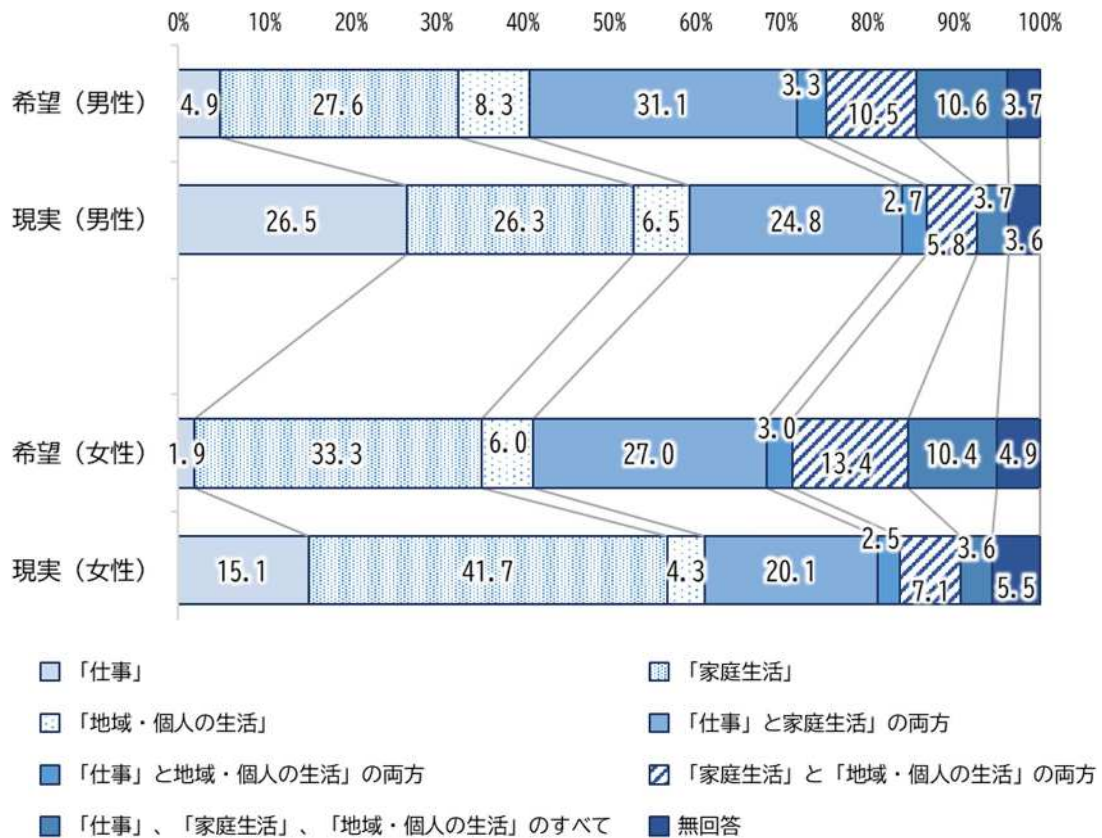 0% 10% 20% 30% 40% 50% 60% 70% 80% 90% 100%
希望（男性） 4.9 27.6 8.3 31.1 3.3 10.5 10.6 3.7
現実（男性） 26.5 26.3 6.5 24.8 2.7 5.8 3.7 3.6
希望（女性） 1.9 33.3 6.0 27.0 3.0 13.4 10.4 4.9
現実（女性） 15.1 41.7 4.3 20.1 2.5 7.1 3.6 5.5
「仕事」 「家庭生活」
「地域・個人の生活」 「仕事」と家庭生活」の両方
「仕事」と地域・個人の生活」の両方 「家庭生活」と「地域・個人の生活」の両方
「仕事」、「家庭生活」、「地域・個人の生活」のすべて 無回答